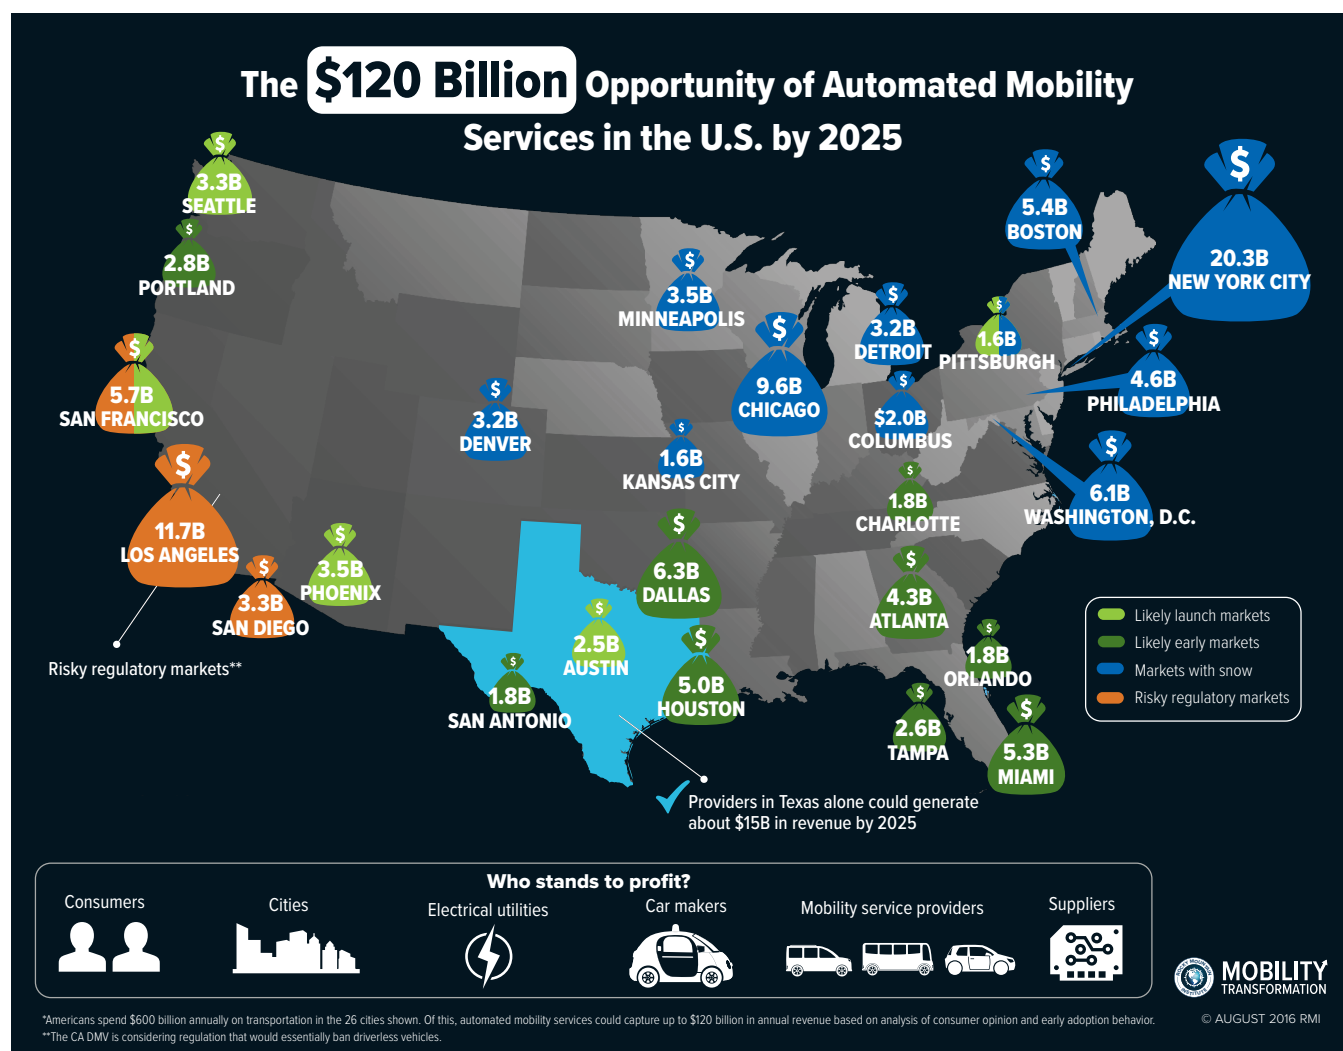 The $120 Billion Opportunity of Automated Mobility
Services in the U.S. by 2025
$
3.3B
SEATTLE
$
2.8B
PORTLAND
$
5.7B
SAN FRANCISCO
$
11.7B
LOS ANGELES
$
3.3B
SAN DIEGO
$
3.5B
PHOENIX
Risky regulatory markets**
$
3.2B
DENVER
$
3.5B
MINNEAPOLIS
$
1.6B
KANSAS CITY
$
9.6B
CHICAGO
$
3.2B
DETROIT
$
$2.0B
COLUMBUS
$
1.6B
PITTSBURGH
$
5.4B
BOSTON
$
20.3B
NEW YORK CITY
$
4.6B
PHILADELPHIA
$
6.1B
WASHINGTON, D.C.
$
1.8B
CHARLOTTE
$
4.3B
ATLANTA
$
6.3B
DALLAS
$
2.5B
AUSTIN
$
1.8B
SAN ANTONIO
$
5.0B
HOUSTON
$
1.8B
ORLANDO
$
2.6B
TAMPA
$
5.3B
MIAMI
Likely launch markets
Likely early markets
Markets with snow
Risky regulatory markets
Providers in Texas alone could generate
about $15B in revenue by 2025
Who stands to profit?
Consumers
Cities
Electrical utilities
Car makers
Mobility service providers
Suppliers
ROCKY MOUNTAIN
INSTITUTE
MOBILITY
TRANSFORMATION
*Americans spend $600 billion annually on transportation in the 26 cities shown. Of this, automated mobility services could capture up to $120 billion in annual revenue based on analysis of consumer opinion and early adoption behavior.
**The CA DMV is considering regulation that would essentially ban driverless vehicles.
© AUGUST 2016 RMI